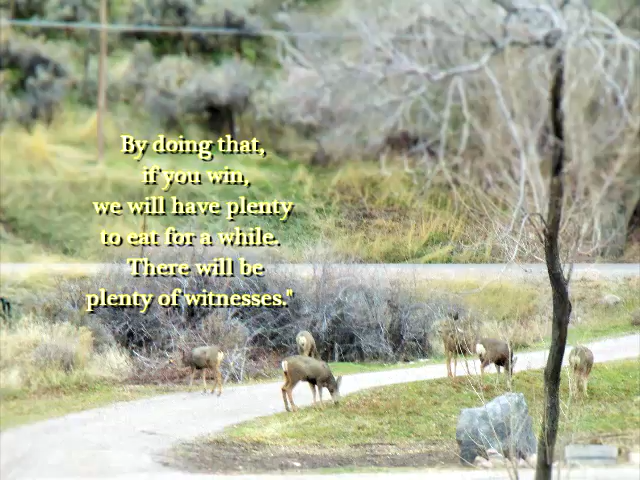 By doing that,
if you win,
we will have plenty
to eat for a while.
There will be
plenty of witnesses."